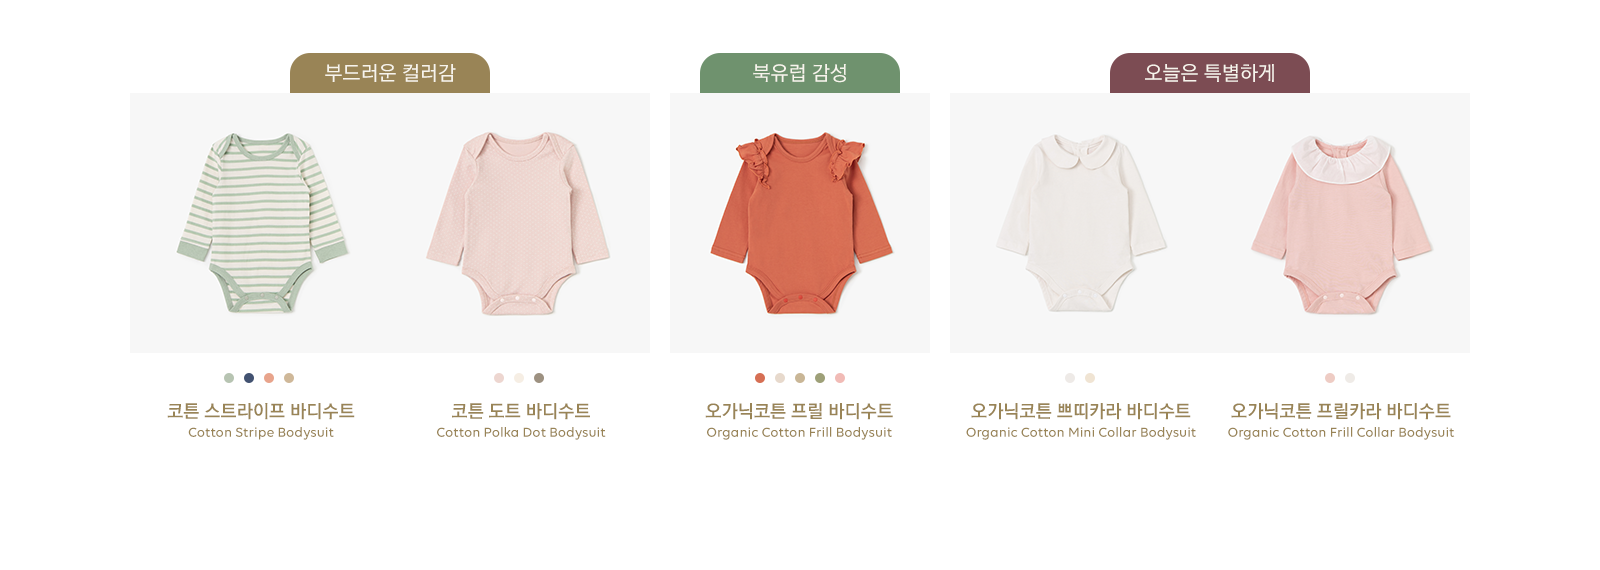 부드러운 컬러감
북유럽 감성
오늘은 특별하게
코튼 스트라이프 바디수트
Cotton Stripe Bodysuit
코튼 도트 바디수트
Cotton Polka Dot Bodysuit
오가닉코튼 프릴 바디수트
Organic Cotton Frill Bodysuit
오가닉코튼 쁘띠카라 바디수트
Organic Cotton Mini Collar Bodysuit
오가닉코튼 프릴카라 바디수트
Organic Cotton Frill Collar Bodysuit